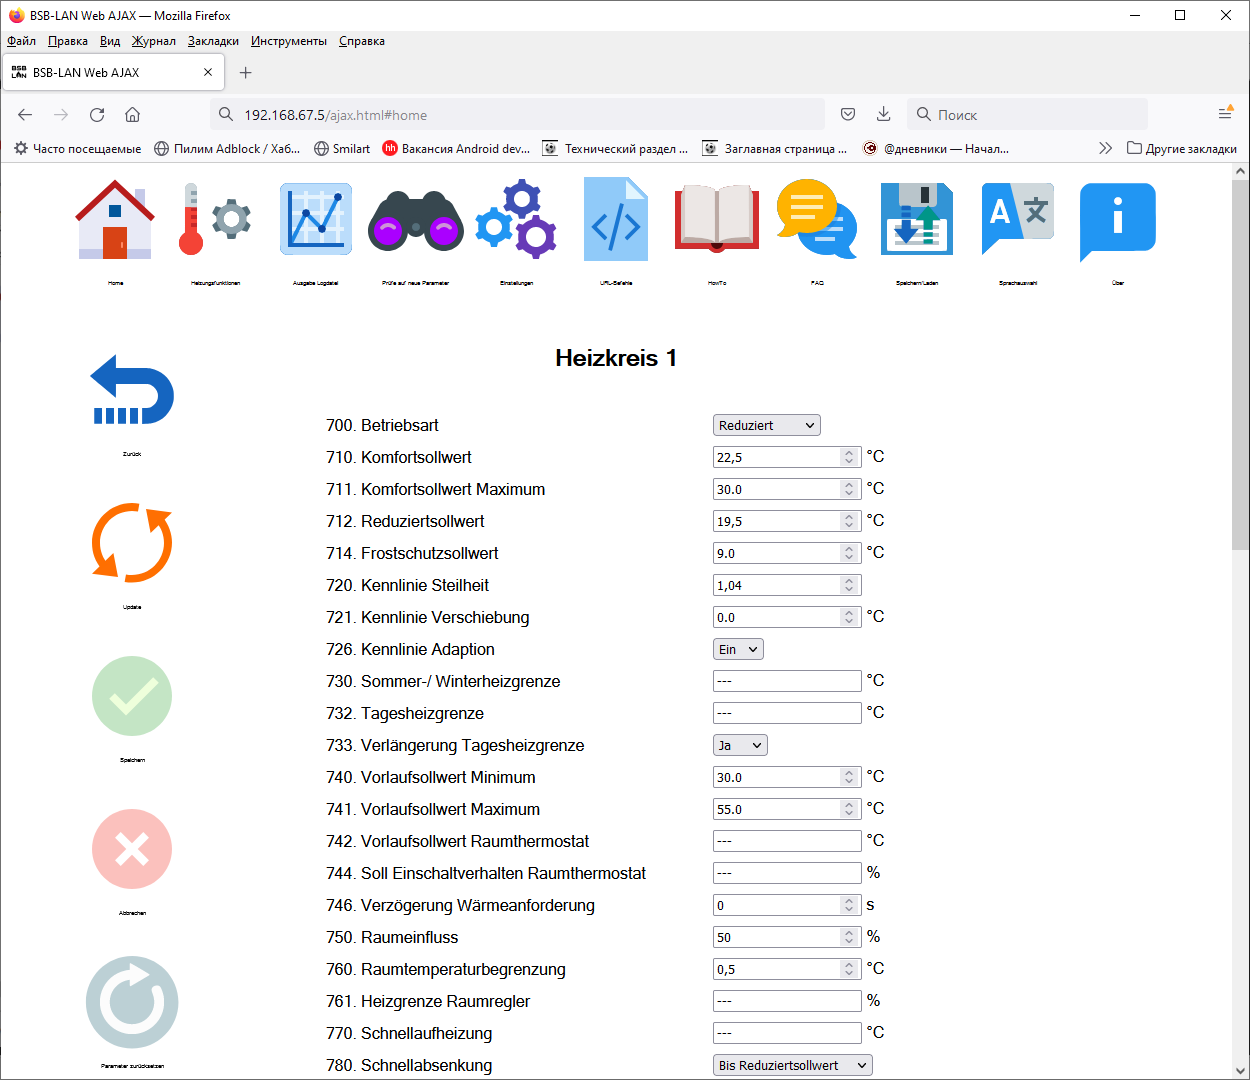 BSB-LAN Web AJAX — Mozilla Firefox
Файл Правка Вид Журнал Закладки Инструменты Справка
BSB LAN BSB-LAN Web AJAX
192.168.67.5/ajax.html#home Поиск
Часто посещаемые Пилим Adblock / Хаб... Smilart hh Вакансия Android dev... Технический раздел ... Заглавная страница ... @дневники — Начал... Другие закладки
Home Heizungsfunktionen Ausgabe Logdatei Prüfe auf neue Parameter Einstellungen URL-Befehle HowTo FAQ Speichern/Laden Sprachauswahl Über
Heizkreis 1
Zurück
Update
Speichern
Abbrechen
Parameter zurücksetzen
700. Betriebsart Reduziert
710. Komfortsollwert 22,5 °C
711. Komfortsollwert Maximum 30.0 °C
712. Reduziertsollwert 19,5 °C
714. Frostschutzsollwert 9.0 °C
720. Kennlinie Steilheit 1,04
721. Kennlinie Verschiebung 0.0 °C
726. Kennlinie Adaption Ein
730. Sommer-/ Winterheizgrenze --- °C
732. Tagesheizgrenze --- °C
733. Verlängerung Tagesheizgrenze Ja
740. Vorlaufsollwert Minimum 30.0 °C
741. Vorlaufsollwert Maximum 55.0 °C
742. Vorlaufsollwert Raumthermostat --- °C
744. Soll Einschaltverhalten Raumthermostat --- %
746. Verzögerung Wärmeanforderung 0 s
750. Raumeinfluss 50 %
760. Raumtemperaturbegrenzung 0,5 °C
761. Heizgrenze Raumregler --- %
770. Schnellaufheizung --- °C
780. Schnellabsenkung Bis Reduziertsollwert